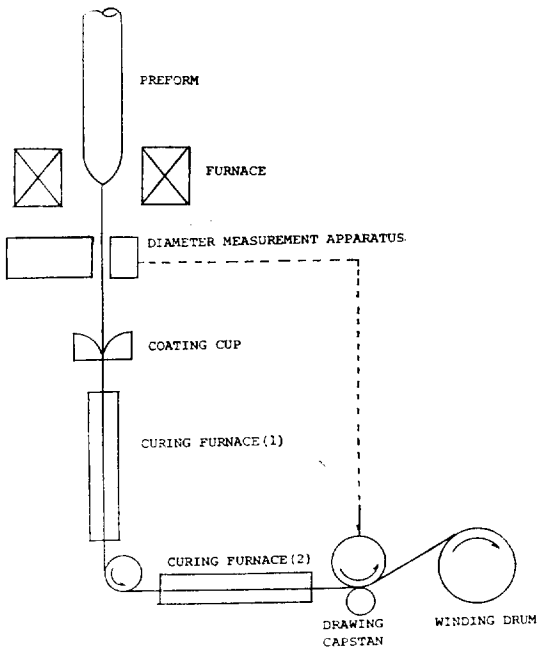 PREFORM
FURNACE
DIAMETER MEASUREMENT APPARATUS
COATING CUP
CURING FURNACE(1)
CURING FURNACE(2)
DRAWING
CAPSTAN
WINDING DRUM